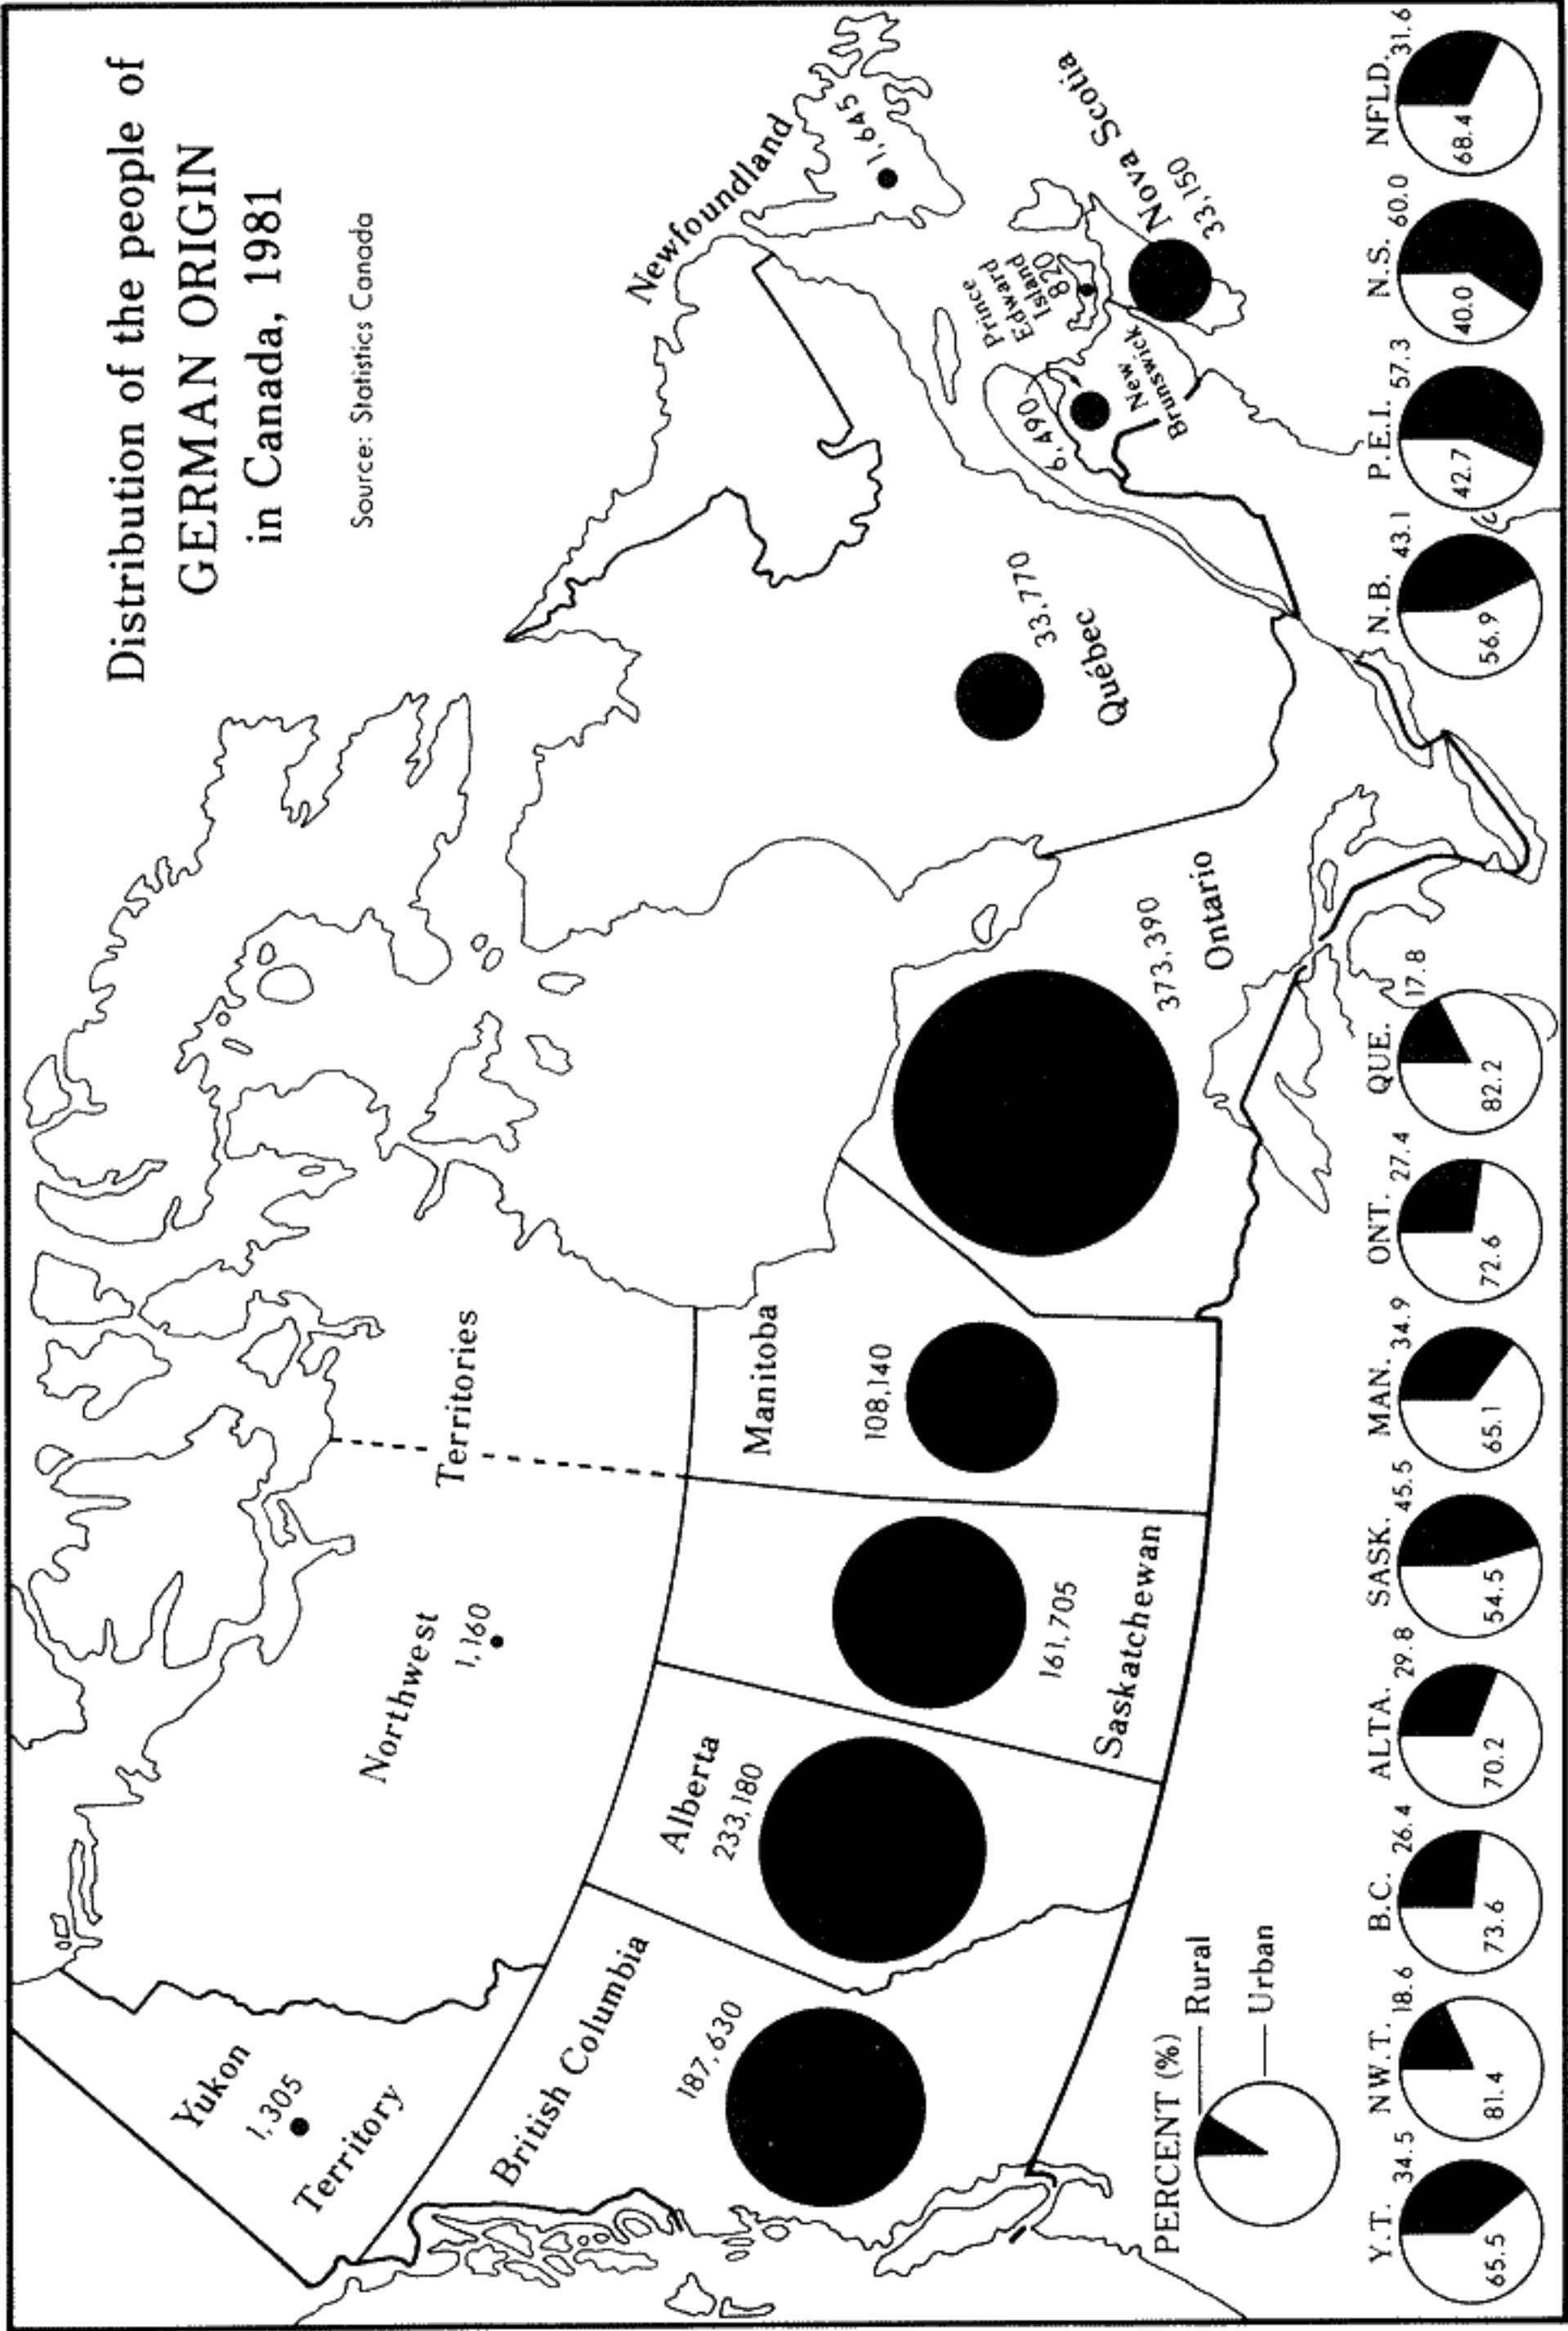 Distribution of the people of
GERMAN ORIGIN
in Canada, 1981
Source: Statistics Canada
Yukon
1,305
Territory
Northwest
1,160
Territories
British Columbia
187,630
Alberta
233,180
161,705
Saskatchewan
Manitoba
108,140
373,390
Ontario
33,770
Québec
Newfoundland
1,645
Prince
Edward
Island
820
6,490
New
Brunswick
Nova Scotia
33,150
PERCENT (%)
Rural
Urban
Y.T. 34.5
65.5
NW.T. 18.6
81.4
B.C. 26.4
73.6
ALTA. 29.8
70.2
SASK. 45.5
54.5
MAN. 34.9
65.1
ONT. 27.4
72.6
QUE. 17.8
82.2
N.B. 43.1
56.9
P.E.I. 57.3
42.7
N.S. 60.0
40.0
NFLD. 31.6
68.4